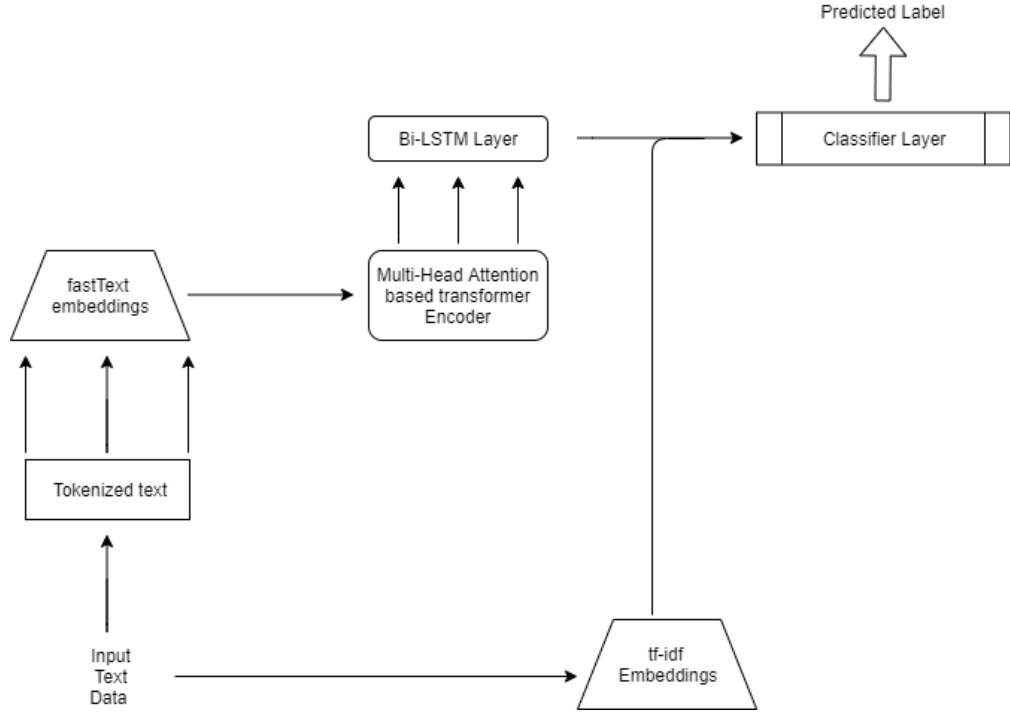 Predicted Label
Bi-LSTM Layer
Classifier Layer
fastText
embeddings
Multi-Head Attention
based transformer
Encoder
Tokenized text
Input
Text
Data
tf-idf
Embeddings